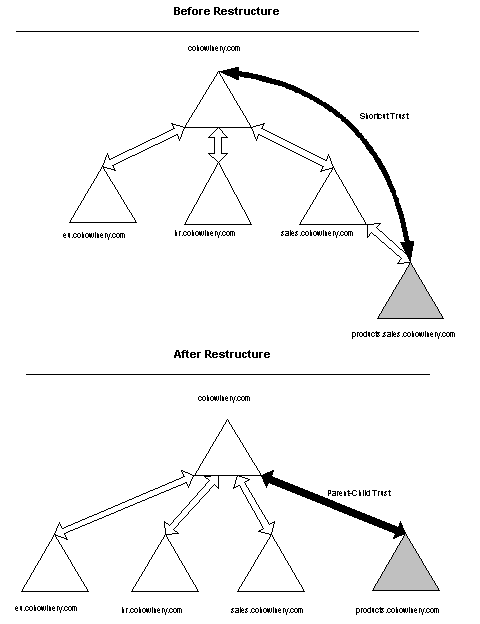 Before Restructure
cohowinery.com
Shortcut Trust
eu.cohowinery.com
hr.cohowinery.com
sales.cohowinery.com
products.sales.cohowinery.com
After Restructure
cohowinery.com
Parent-Child Trust
eu.cohowinery.com
hr.cohowinery.com
sales.cohowinery.com
products.cohowinery.com